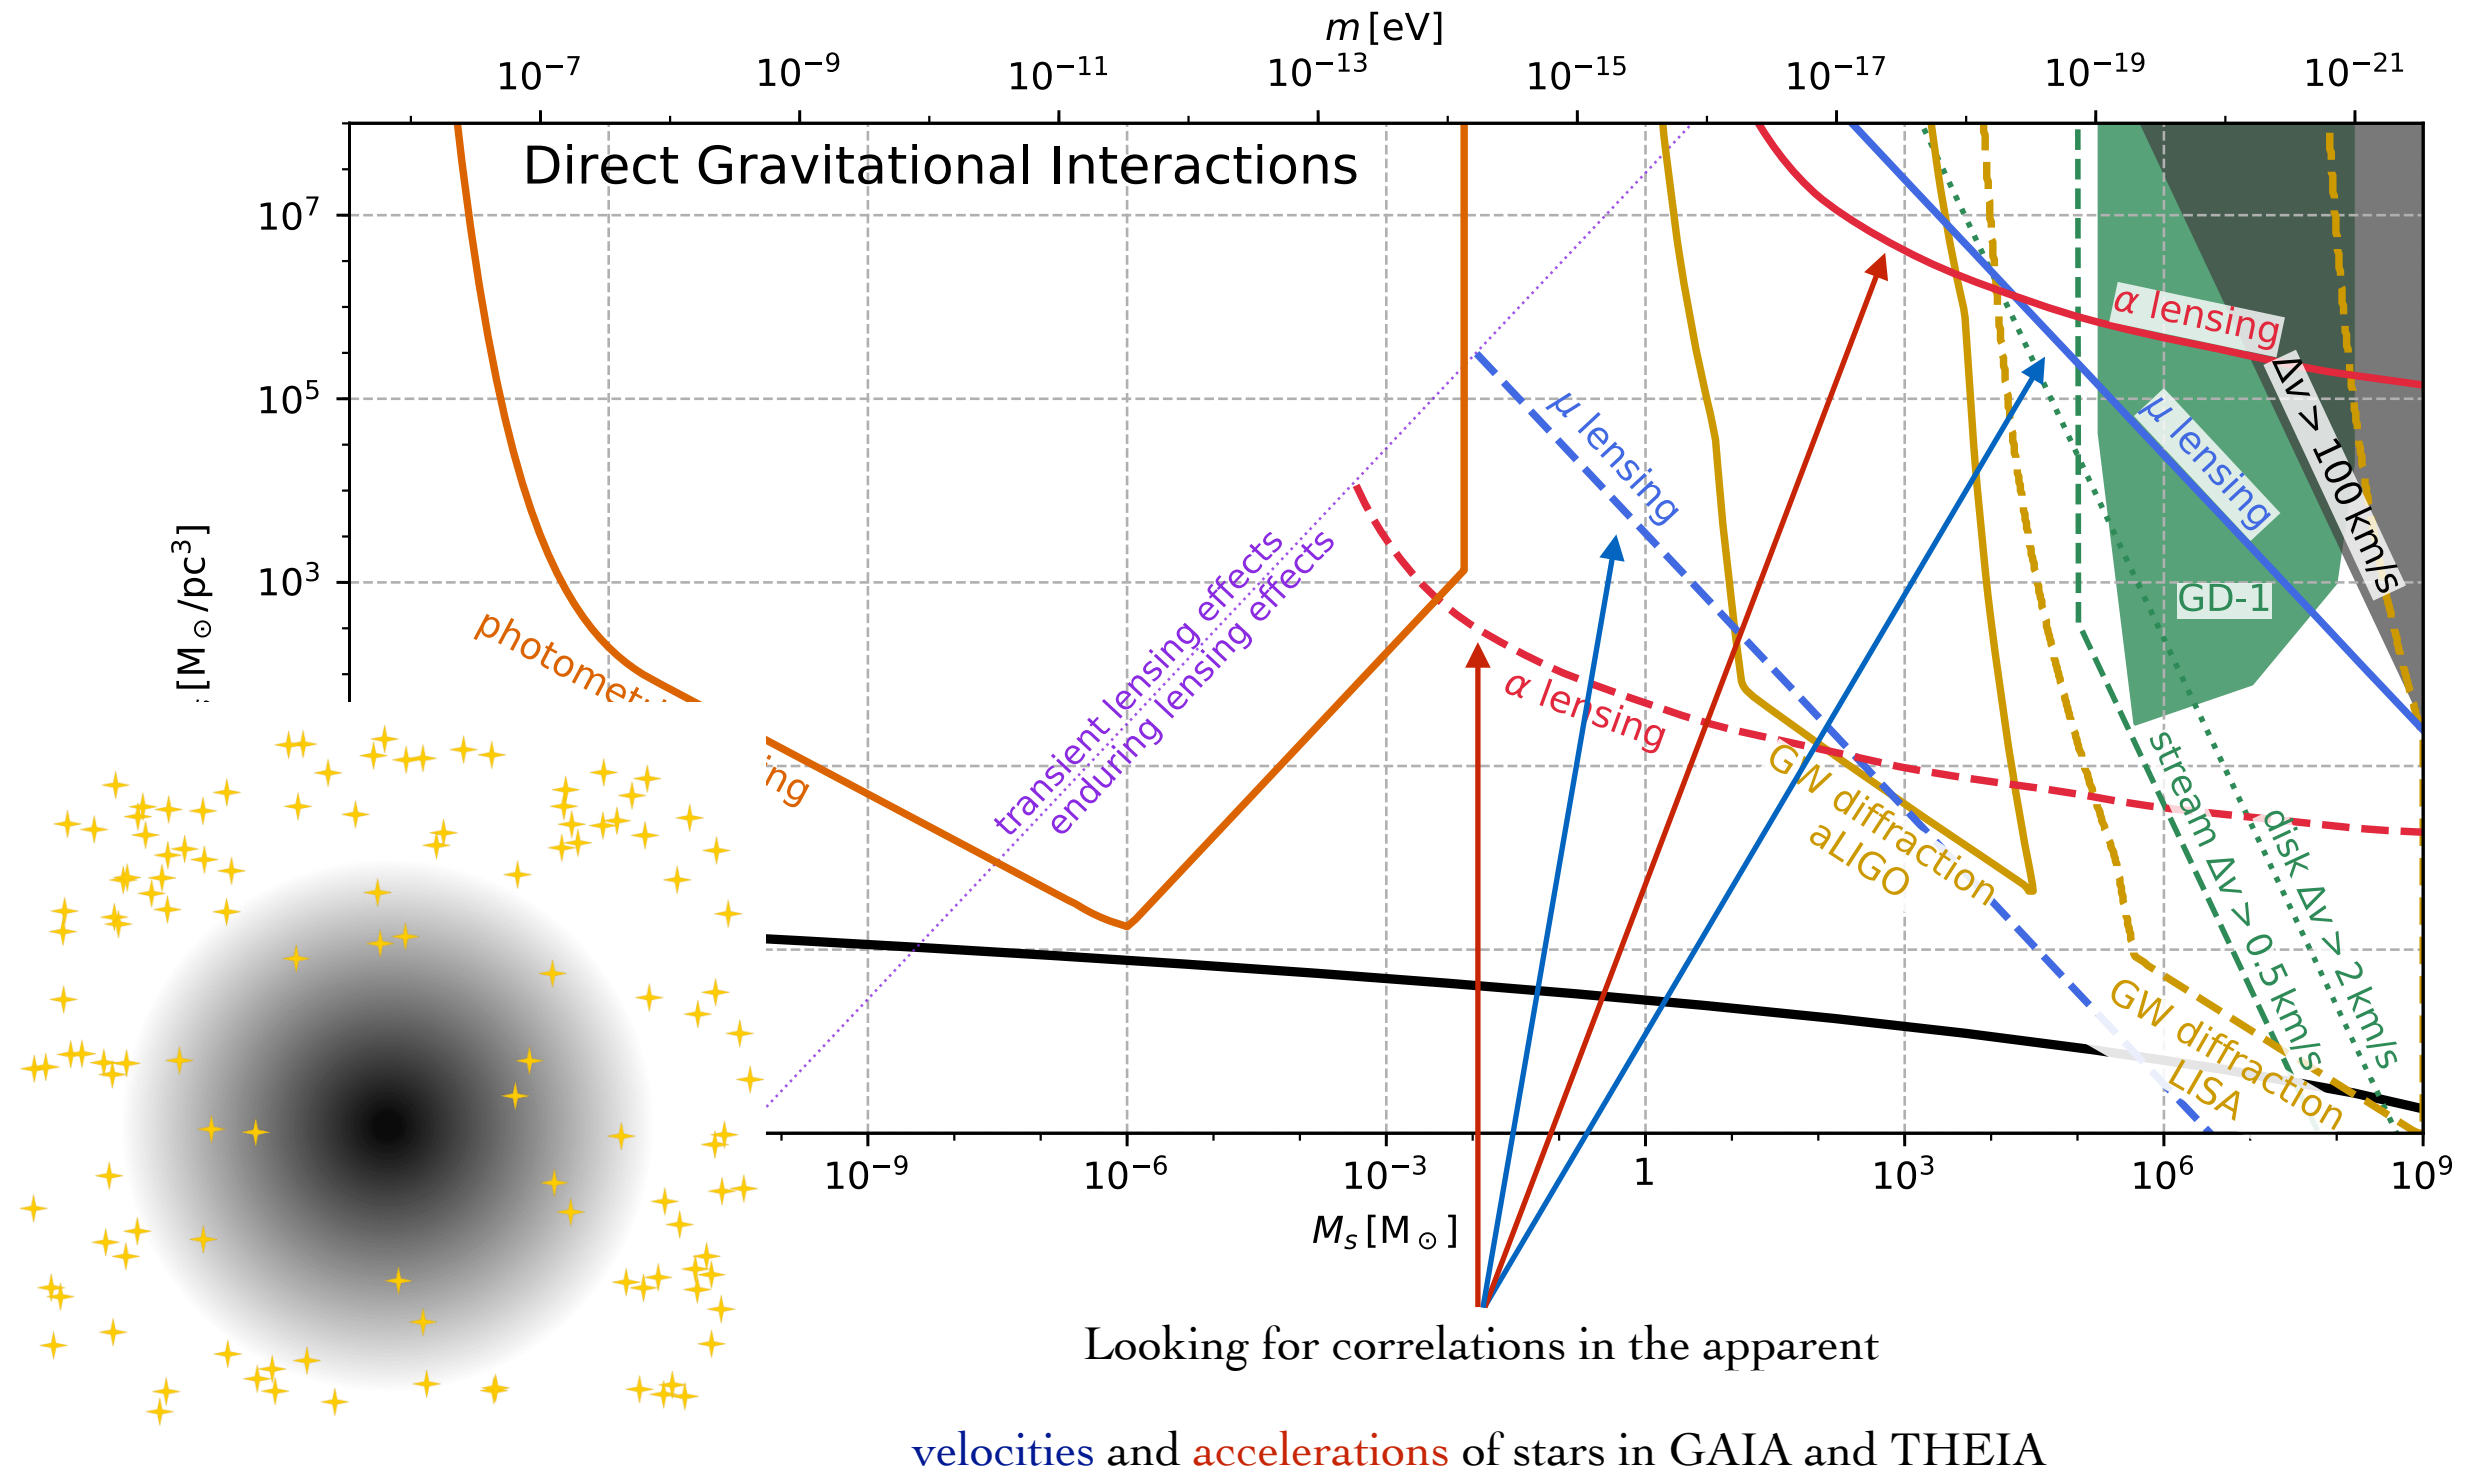 m [eV]
10⁻⁷ 10⁻⁹ 10⁻¹¹ 10⁻¹³ 10⁻¹⁵ 10⁻¹⁷ 10⁻¹⁹ 10⁻²¹
Direct Gravitational Interactions
10⁷
10⁵
10³
[M⊙/pc³]
α lensing
Δv > 100 km/s
μ lensing
μ lensing
GD-1
photometri
ing
transient lensing effects
enduring lensing effects
α lensing
GW diffraction
aLIGO
stream Δv > 0.5 km/s
disk Δv > 2 km/s
GW diffraction
LISA
10⁻⁹ 10⁻⁶ 10⁻³ 1 10³ 10⁶ 10⁹
Mₛ [M⊙]
Looking for correlations in the apparent
velocities and accelerations of stars in GAIA and THEIA